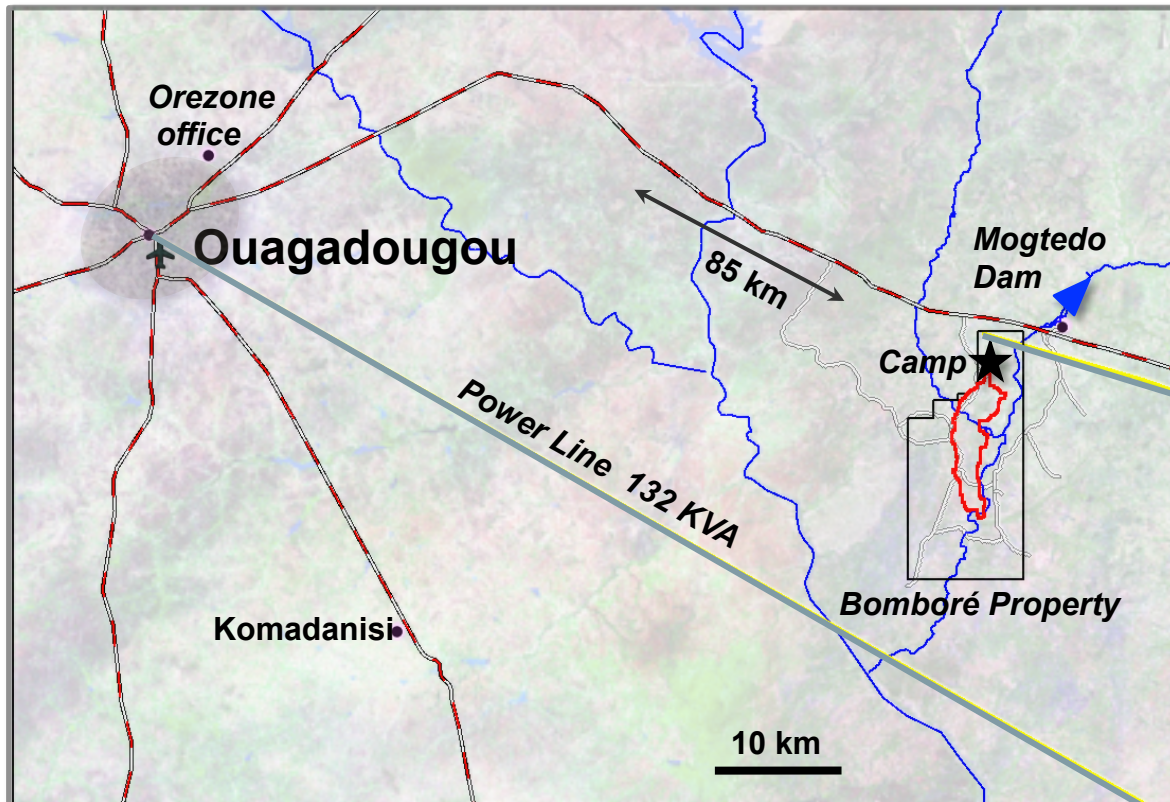 Orezone
office
Ouagadougou
85 km
Mogtedo
Dam
Camp
Power Line 132 KVA
Bomboré Property
Komadanisi
10 km